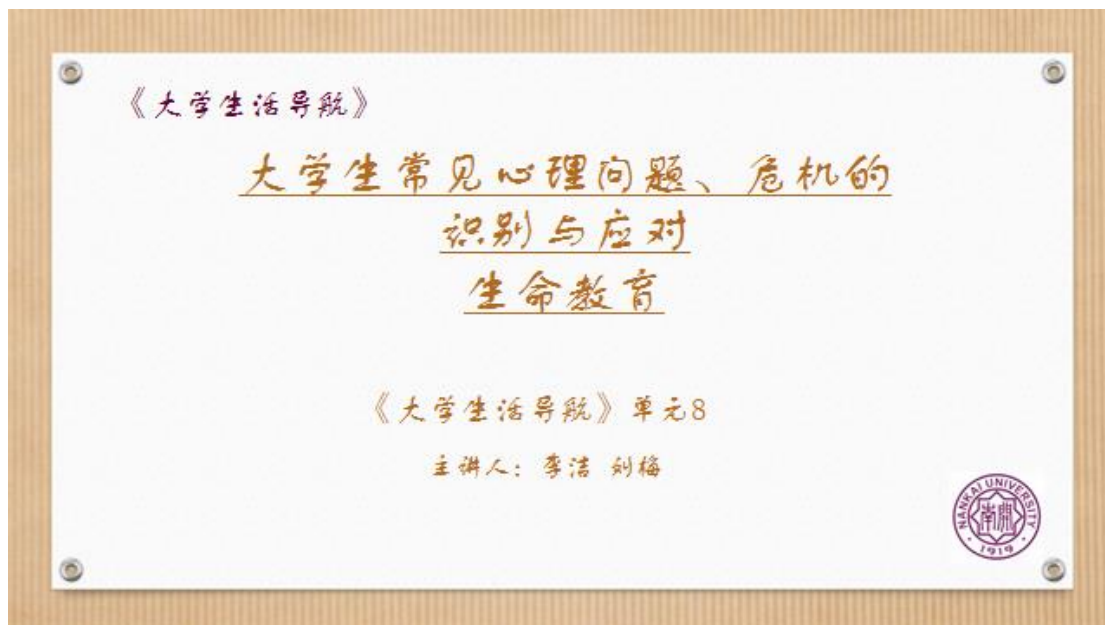 《大学生活导航》
大学生常见心理问题、危机的
识别与应对
生命教育
《大学生活导航》单元8
主讲人：李洁 刘梅
NANKAI UNIVERSITY
南開
1919